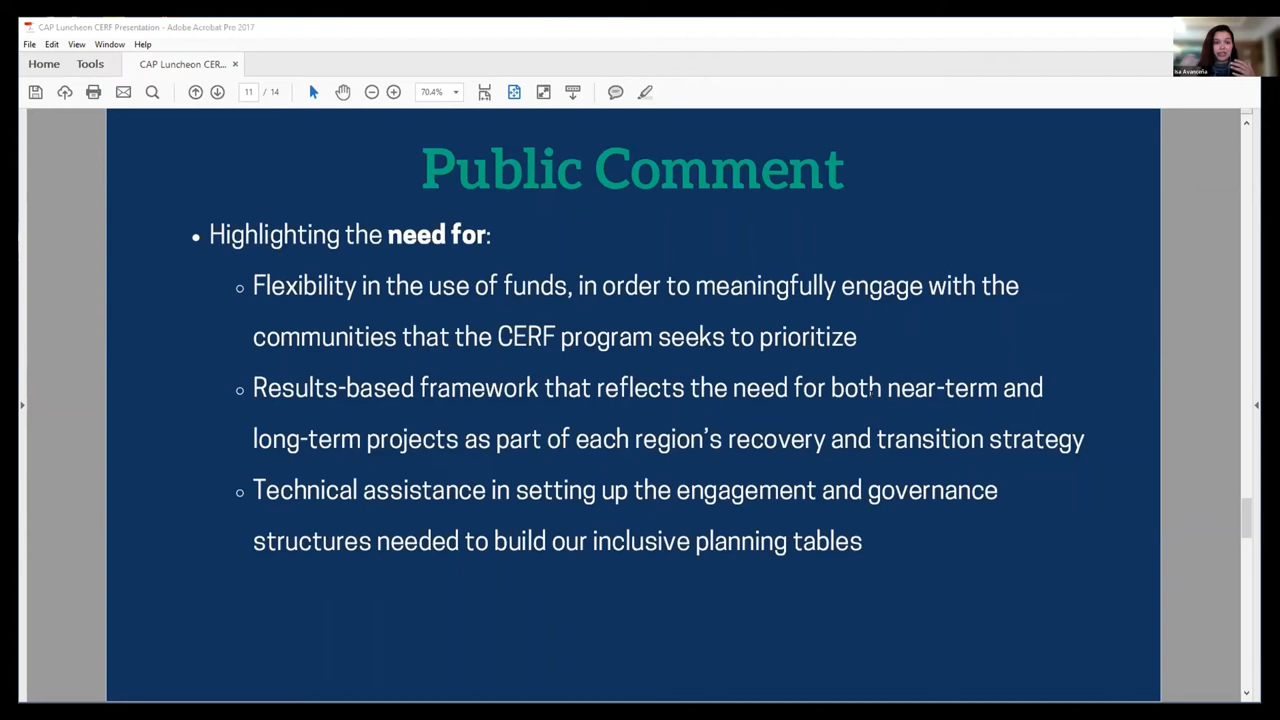 CAP Luncheon CERF Presentation - Adobe Acrobat Pro 2017
File Edit View Window Help
Home Tools CAP Luncheon CER... ×
11 / 14 70.4%
Isa Avanceña
Public Comment
• Highlighting the need for:
○ Flexibility in the use of funds, in order to meaningfully engage with the
communities that the CERF program seeks to prioritize
○ Results-based framework that reflects the need for both near-term and
long-term projects as part of each region's recovery and transition strategy
○ Technical assistance in setting up the engagement and governance
structures needed to build our inclusive planning tables